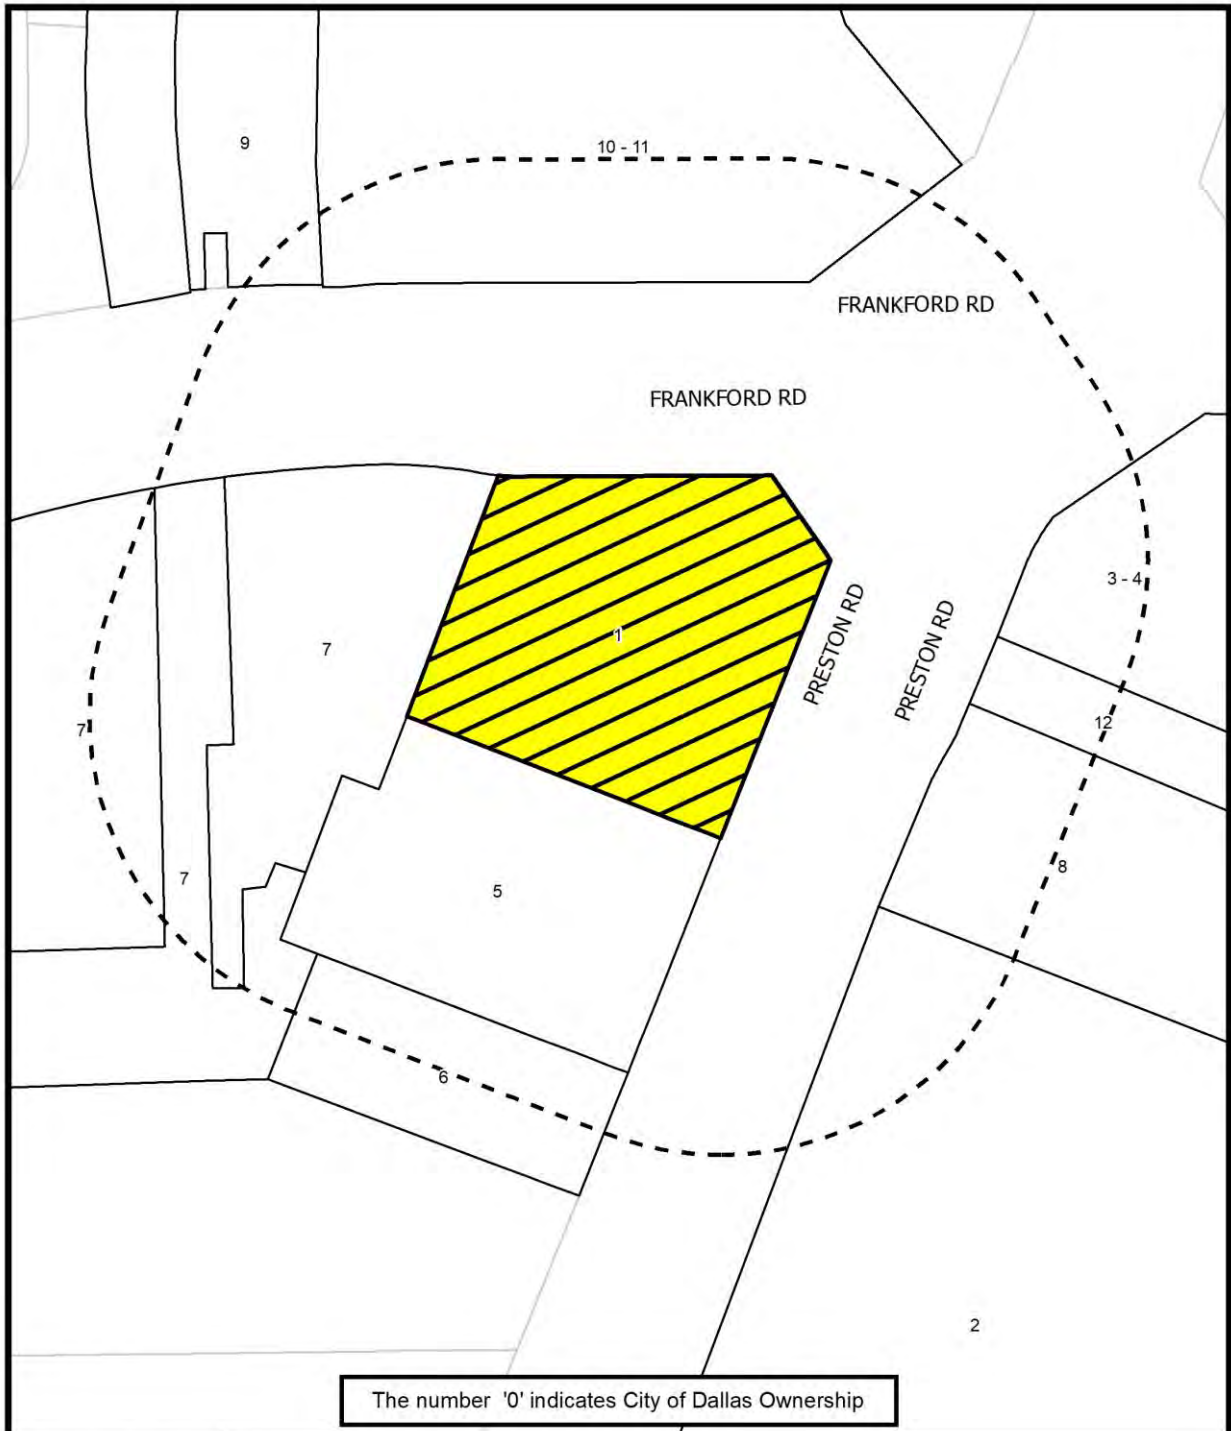 9
10 - 11
FRANKFORD RD
FRANKFORD RD
3 - 4
1
PRESTON RD
PRESTON RD
7
7
12
8
7
5
6
2
The number '0' indicates City of Dallas Ownership